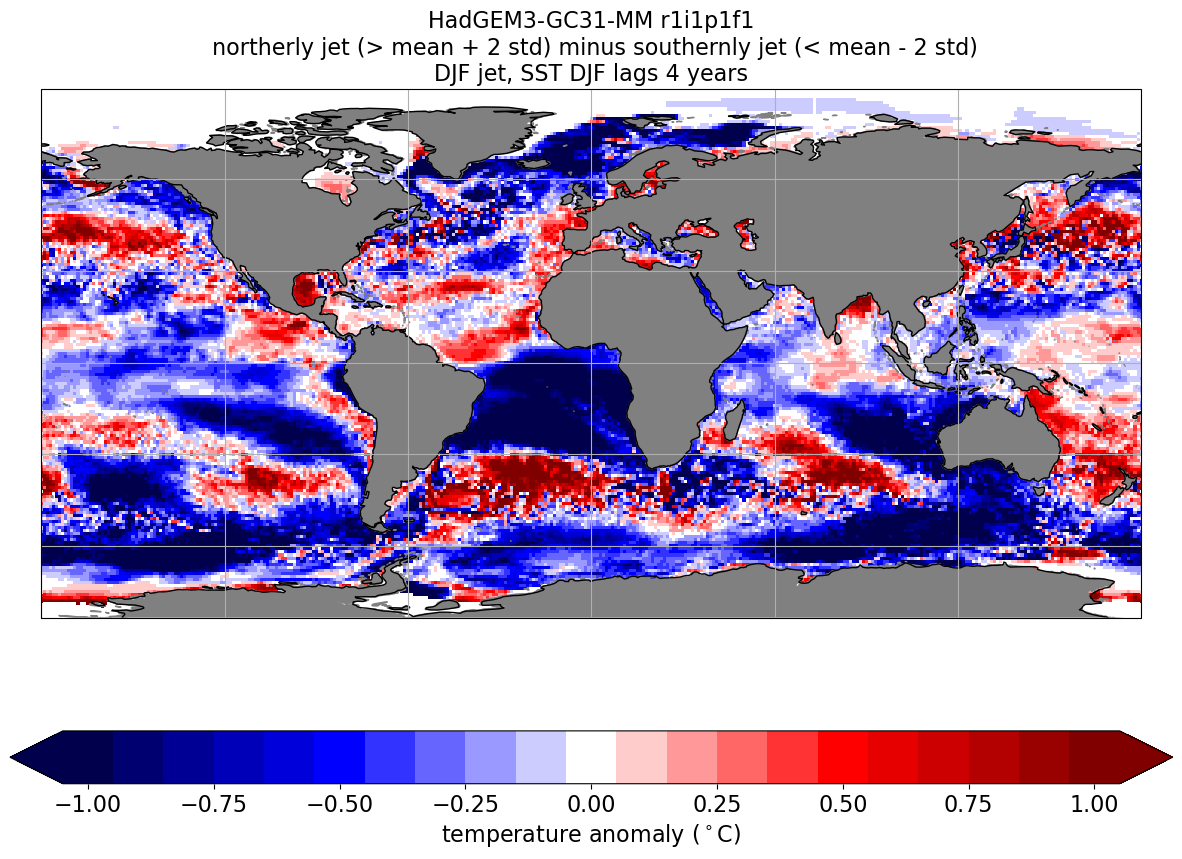 HadGEM3-GC31-MM r1i1p1f1
northerly jet (> mean + 2 std) minus southernly jet (< mean - 2 std)
DJF jet, SST DJF lags 4 years
−1.00 −0.75 −0.50 −0.25 0.00 0.25 0.50 0.75 1.00
temperature anomaly (°C)